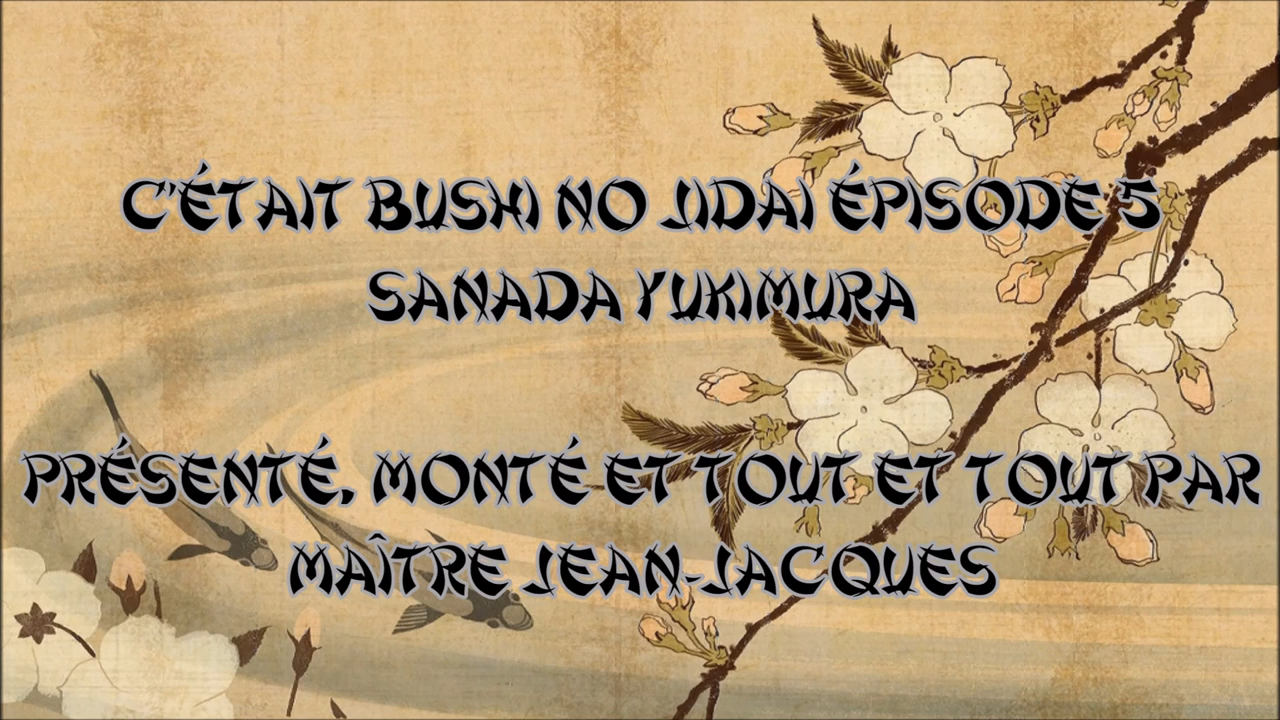 C'ÉTAIT BUSHI NO JIDAI ÉPISODE 5
SANADA YUKIMURA
PRÉSENTÉ, MONTÉ ET TOUT ET TOUT PAR
MAÎTRE JEAN-JACQUES